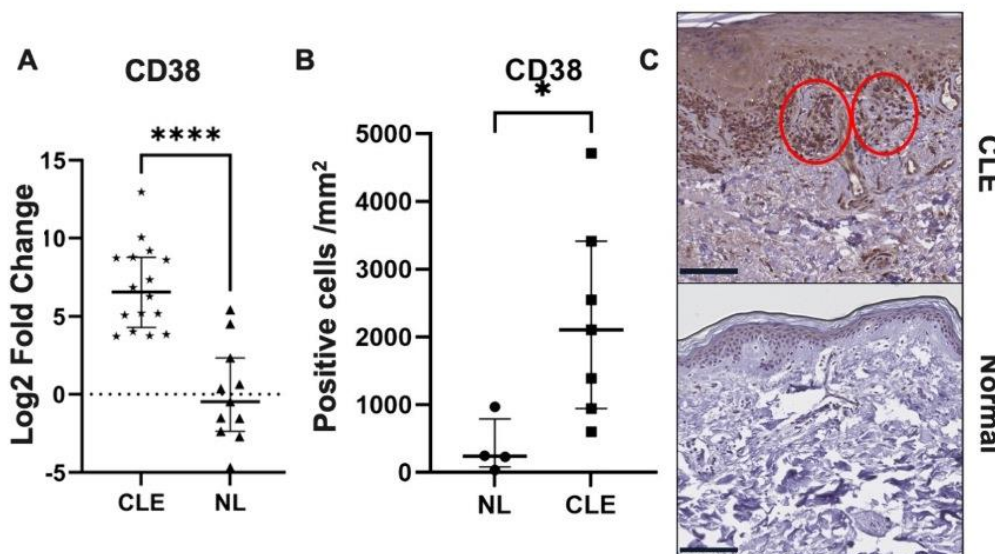 A
CD38
****
Log2 Fold Change
15
10
5
0
-5
CLE
NL
B
CD38
*
Positive cells /mm²
5000
4000
3000
2000
1000
0
NL
CLE
C
CLE
Normal